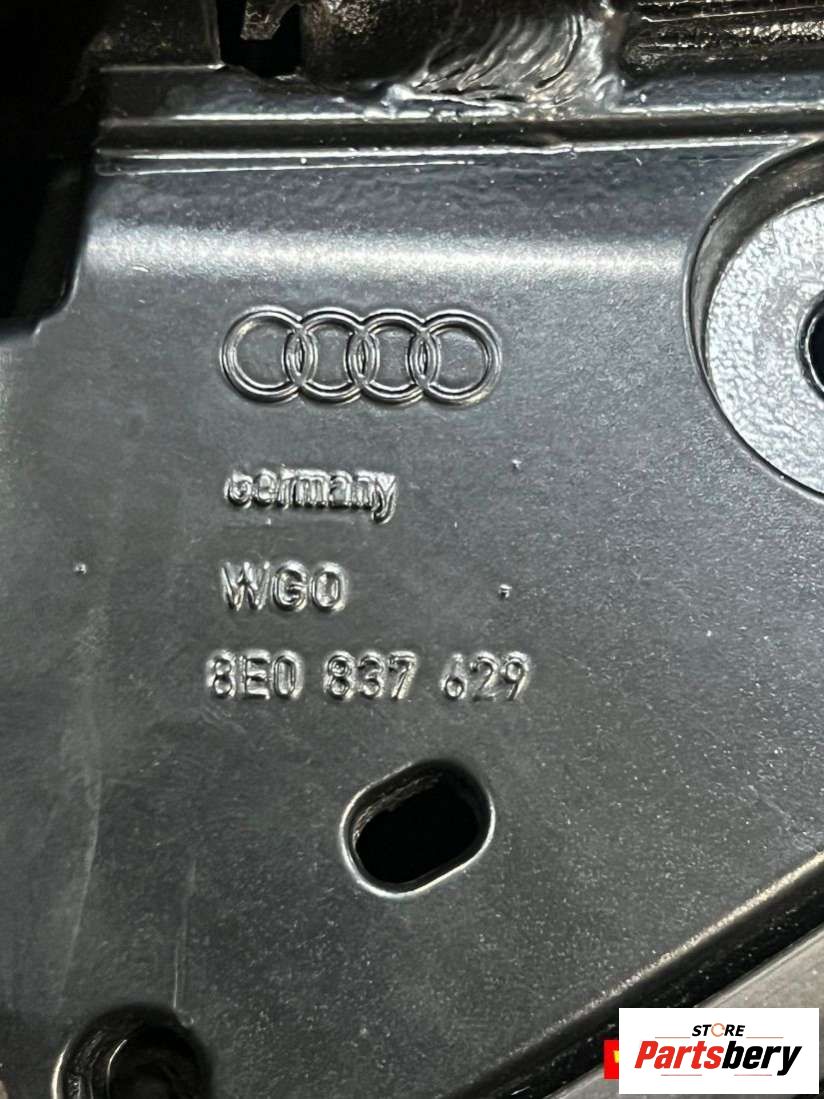 Germany
WGO
8E0 837 629
STORE
Partsbery